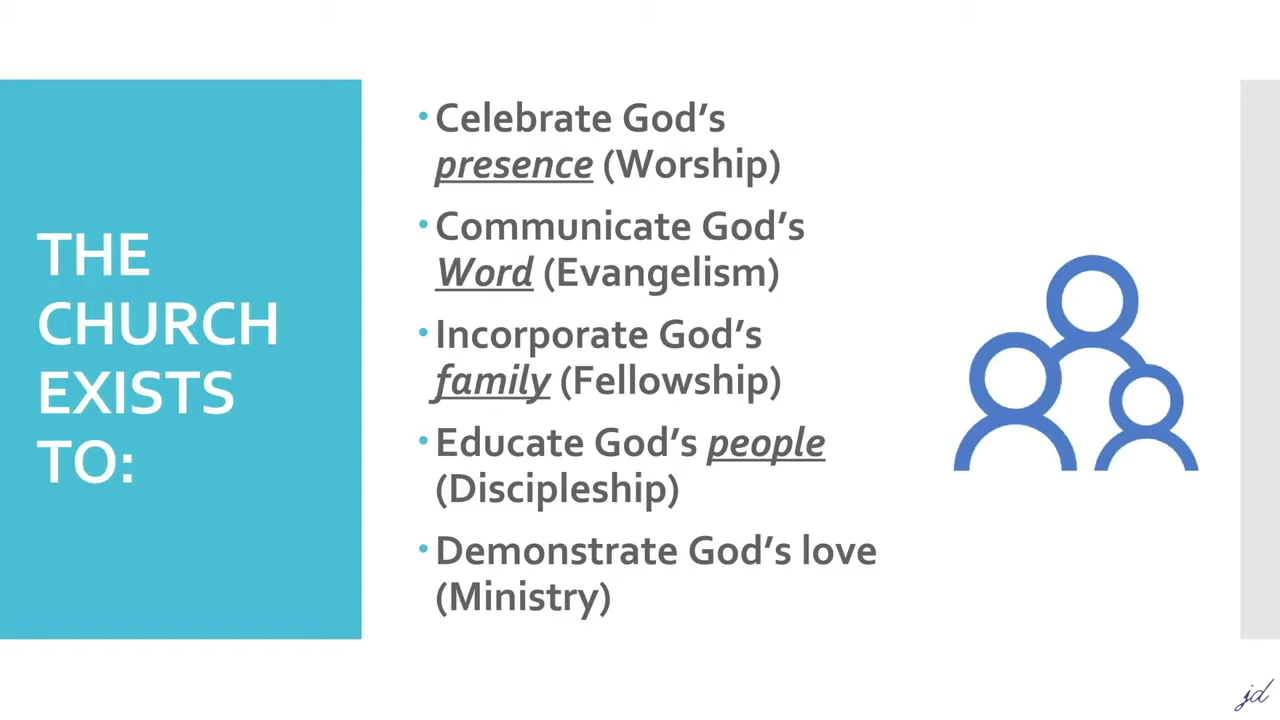 THE
CHURCH
EXISTS
TO:
• Celebrate God's
presence (Worship)
• Communicate God's
Word (Evangelism)
• Incorporate God's
family (Fellowship)
• Educate God's people
(Discipleship)
• Demonstrate God's love
(Ministry)
jd